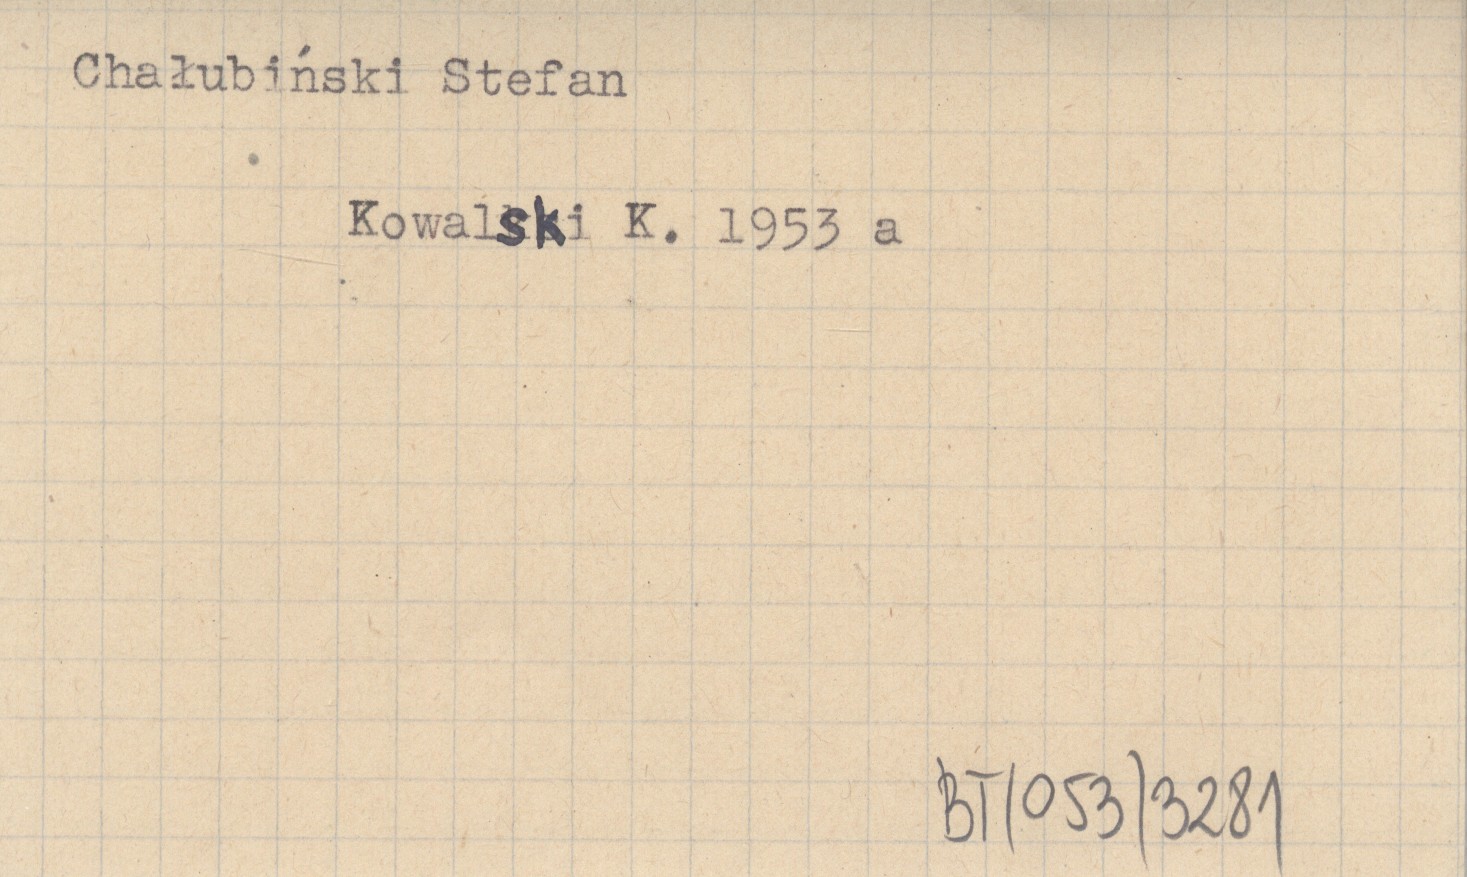 Chałubiński Stefan
Kowalski K. 1953 a
BT/053/3281